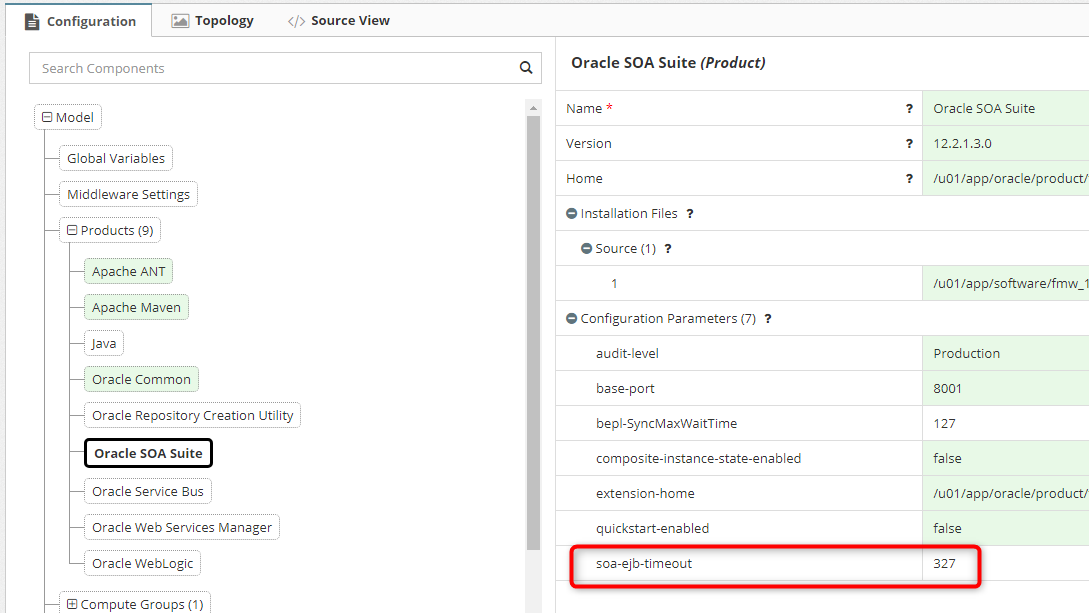 Configuration
Topology
</> Source View
Search Components
Model
Global Variables
Middleware Settings
Products (9)
Apache ANT
Apache Maven
Java
Oracle Common
Oracle Repository Creation Utility
Oracle SOA Suite
Oracle Service Bus
Oracle Web Services Manager
Oracle WebLogic
Compute Groups (1)
Oracle SOA Suite (Product)
Name * ? Oracle SOA Suite
Version ? 12.2.1.3.0
Home ? /u01/app/oracle/product/
Installation Files ?
Source (1) ?
1 /u01/app/software/fmw_1
Configuration Parameters (7) ?
audit-level Production
base-port 8001
bepl-SyncMaxWaitTime 127
composite-instance-state-enabled false
extension-home /u01/app/oracle/product/
quickstart-enabled false
soa-ejb-timeout 327